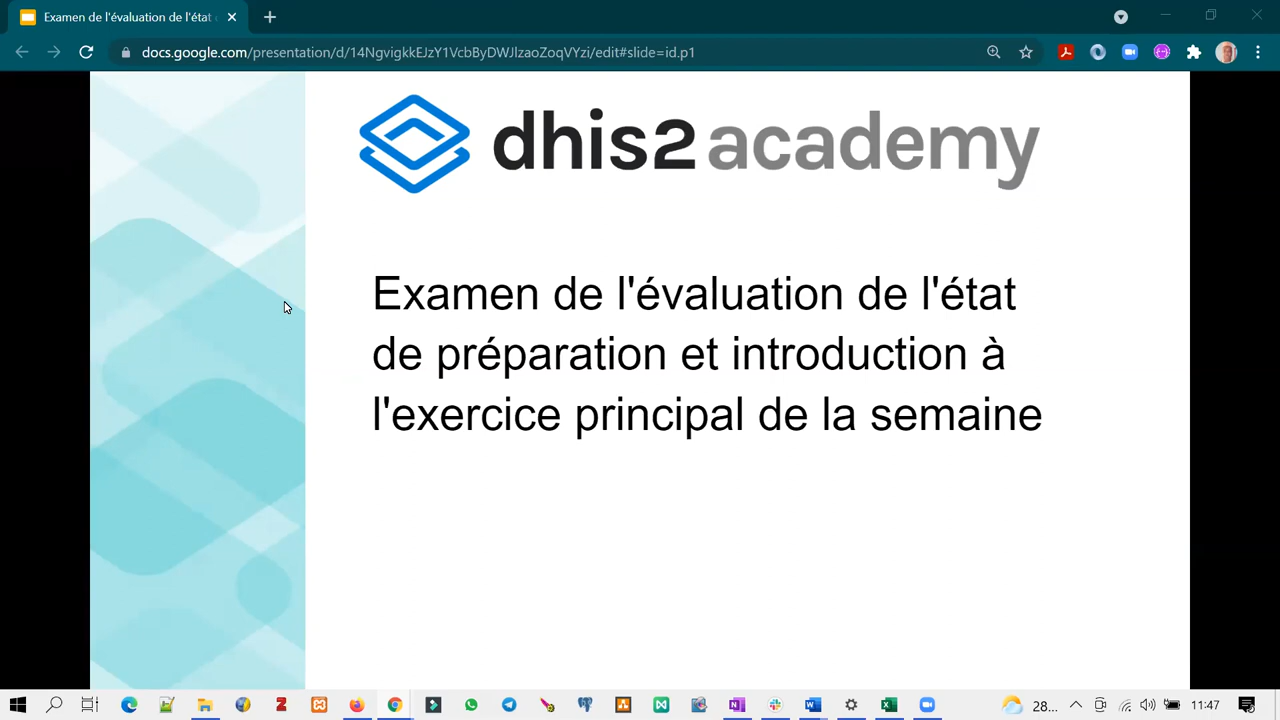 Examen de l'évaluation de l'état
docs.google.com/presentation/d/14NgvigkkEJzY1VcbByDWJlzaoZoqVYzi/edit#slide=id.p1
dhis2 academy
Examen de l'évaluation de l'état
de préparation et introduction à
l'exercice principal de la semaine
28...
11:47